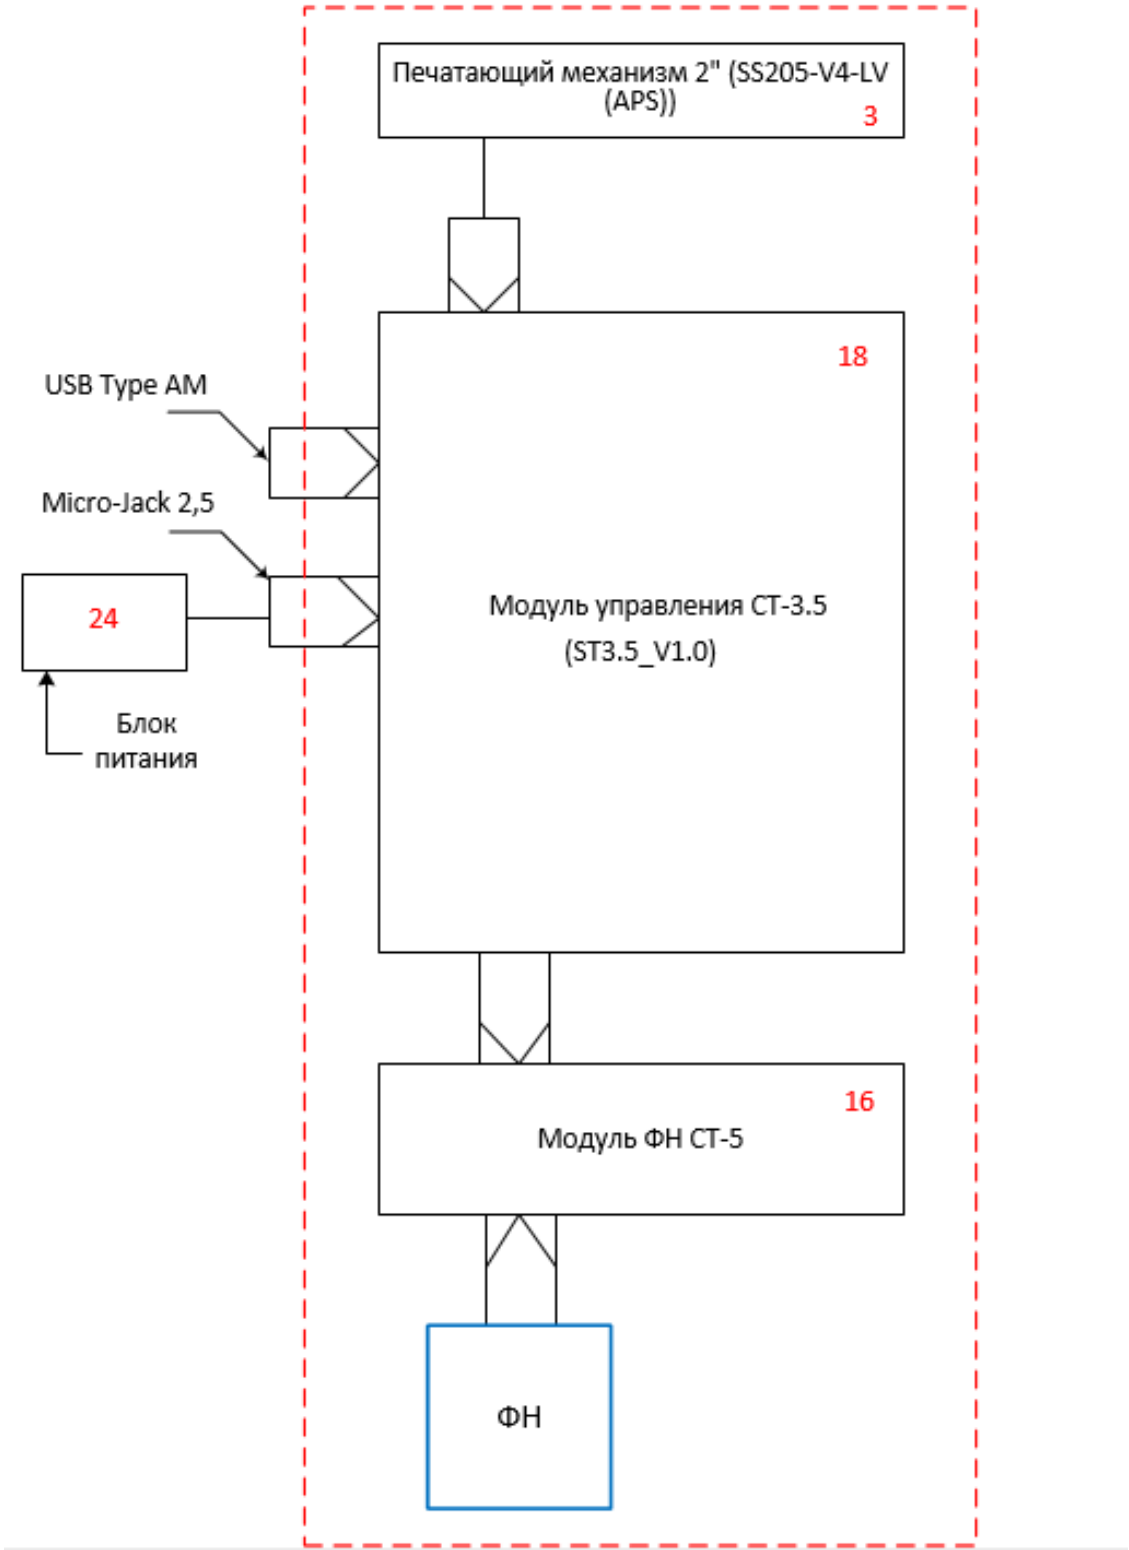 Печатающий механизм 2" (SS205-V4-LV
(APS))
3
18
USB Type AM
Micro-Jack 2,5
24
Модуль управления СТ-3.5
(ST3.5_V1.0)
Блок
питания
16
Модуль ФН СТ-5
ФН